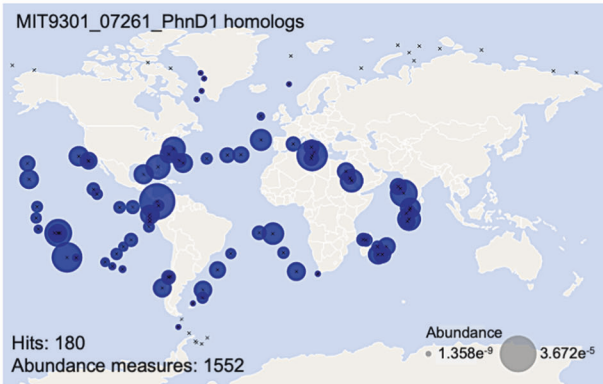 MIT9301_07261_PhnD1 homologs
Hits: 180
Abundance measures: 1552
Abundance
1.358e-9
3.672e-5